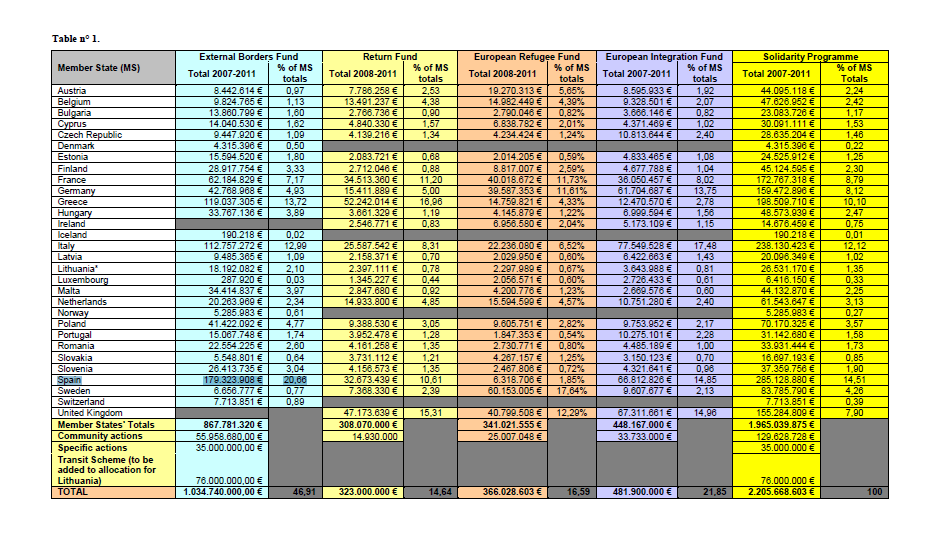 Table nº 1.
Member State (MS) External Borders Fund Return Fund European Refugee Fund European Integration Fund Solidarity Programme
Total 2007-2011 % of MS totals Total 2008-2011 % of MS totals Total 2008-2011 % of MS totals Total 2007-2011 % of MS totals Total 2007-2011 % of MS Totals
Austria 8.442.614 € 0,97 7.786.258 € 2,53 19.270.313 € 5,65% 8.595.933 € 1,92 44.095.118 € 2,24
Belgium 9.824.765 € 1,13 13.491.237 € 4,38 14.982.449 € 4,39% 9.328.501 € 2,07 47.626.952 € 2,42
Bulgaria 13.860.799 € 1,60 2.766.736 € 0,90 2.790.046 € 0,82% 3.666.146 € 0,82 23.083.726 € 1,17
Cyprus 14.040.530 € 1,62 4.840.330 € 1,57 6.838.782 € 2,01% 4.371.469 € 1,02 30.091.111 € 1,53
Czech Republic 9.447.920 € 1,09 4.139.216 € 1,34 4.234.424 € 1,24% 10.813.644 € 2,40 28.635.204 € 1,46
Denmark 4.315.396 € 0,50 4.315.396 € 0,22
Estonia 15.594.520 € 1,80 2.083.721 € 0,68 2.014.205 € 0,59% 4.833.465 € 1,08 24.525.912 € 1,25
Finland 28.917.754 € 3,33 2.712.046 € 0,88 8.817.007 € 2,59% 4.677.788 € 1,04 45.124.595 € 2,30
France 62.184.829 € 7,17 34.513.360 € 11,20 40.018.672 € 11,73% 36.050.457 € 8,02 172.767.318 € 8,79
Germany 42.768.968 € 4,93 15.411.889 € 5,00 39.587.353 € 11,61% 61.704.687 € 13,75 159.472.896 € 8,12
Greece 119.037.305 € 13,72 52.242.014 € 16,96 14.759.821 € 4,33% 12.470.570 € 2,78 198.509.710 € 10,10
Hungary 33.767.136 € 3,89 3.661.329 € 1,19 4.145.879 € 1,22% 6.999.594 € 1,56 48.573.939 € 2,47
Ireland 2.546.771 € 0,83 6.956.580 € 2,04% 5.173.109 € 1,15 14.676.459 € 0,75
Iceland 190.218 € 0,02 190.218 € 0,01
Italy 112.757.272 € 12,99 25.587.542 € 8,31 22.236.080 € 6,52% 77.549.528 € 17,48 238.130.423 € 12,12
Latvia 9.485.365 € 1,09 2.158.371 € 0,70 2.029.950 € 0,60% 6.422.663 € 1,43 20.096.349 € 1,02
Lithuania* 18.192.082 € 2,10 2.397.111 € 0,78 2.297.989 € 0,67% 3.643.988 € 0,81 26.531.170 € 1,35
Luxembourg 287.920 € 0,03 1.345.227 € 0,44 2.056.571 € 0,60% 2.726.433 € 0,61 6.416.150 € 0,33
Malta 34.414.837 € 3,97 2.847.680 € 0,92 4.200.776 € 1,23% 2.669.576 € 0,60 44.132.870 € 2,25
Netherlands 20.263.969 € 2,34 14.933.800 € 4,85 15.594.599 € 4,57% 10.751.280 € 2,40 61.543.647 € 3,13
Norway 5.285.983 € 0,61 5.285.983 € 0,27
Poland 41.422.092 € 4,77 9.388.530 € 3,05 9.605.751 € 2,82% 9.753.952 € 2,17 70.170.325 € 3,57
Portugal 15.067.748 € 1,74 3.952.478 € 1,28 1.847.353 € 0,54% 10.275.101 € 2,28 31.142.680 € 1,58
Romania 22.554.225 € 2,60 4.161.258 € 1,35 2.730.771 € 0,80% 4.485.189 € 1,00 33.931.444 € 1,73
Slovakia 5.548.801 € 0,64 3.731.112 € 1,21 4.267.157 € 1,25% 3.150.123 € 0,70 16.697.193 € 0,85
Slovenia 26.413.735 € 3,04 4.156.573 € 1,35 2.467.806 € 0,72% 4.321.641 € 0,96 37.359.756 € 1,90
Spain 179.323.908 € 20,66 32.673.439 € 10,61 6.318.706 € 1,85% 66.812.826 € 14,85 285.128.880 € 14,51
Sweden 6.656.777 € 0,77 7.368.330 € 2,39 60.153.005 € 17,64% 9.607.677 € 2,13 83.785.790 € 4,26
Switzerland 7.713.851 € 0,89 7.713.851 € 0,39
United Kingdom 47.173.639 € 15,31 40.799.508 € 12,29% 67.311.661 € 14,96 155.284.809 € 7,90
Member States' Totals 867.781.320 € 308.070.000 € 341.021.555 € 448.167.000 € 1.965.039.875 €
Community actions 55.958.680,00 € 14.930.000 25.007.048 € 33.733.000 € 129.628.728 €
Specific actions 35.000.000,00 € 35.000.000 €
Transit Scheme (to be
added to allocation for
Lithuania) 76.000.000,00 € 76.000.000 €
TOTAL 1.034.740.000,00 € 46,91 323.000.000 € 14,64 366.028.603 € 16,59 481.900.000 € 21,85 2.205.668.603 € 100